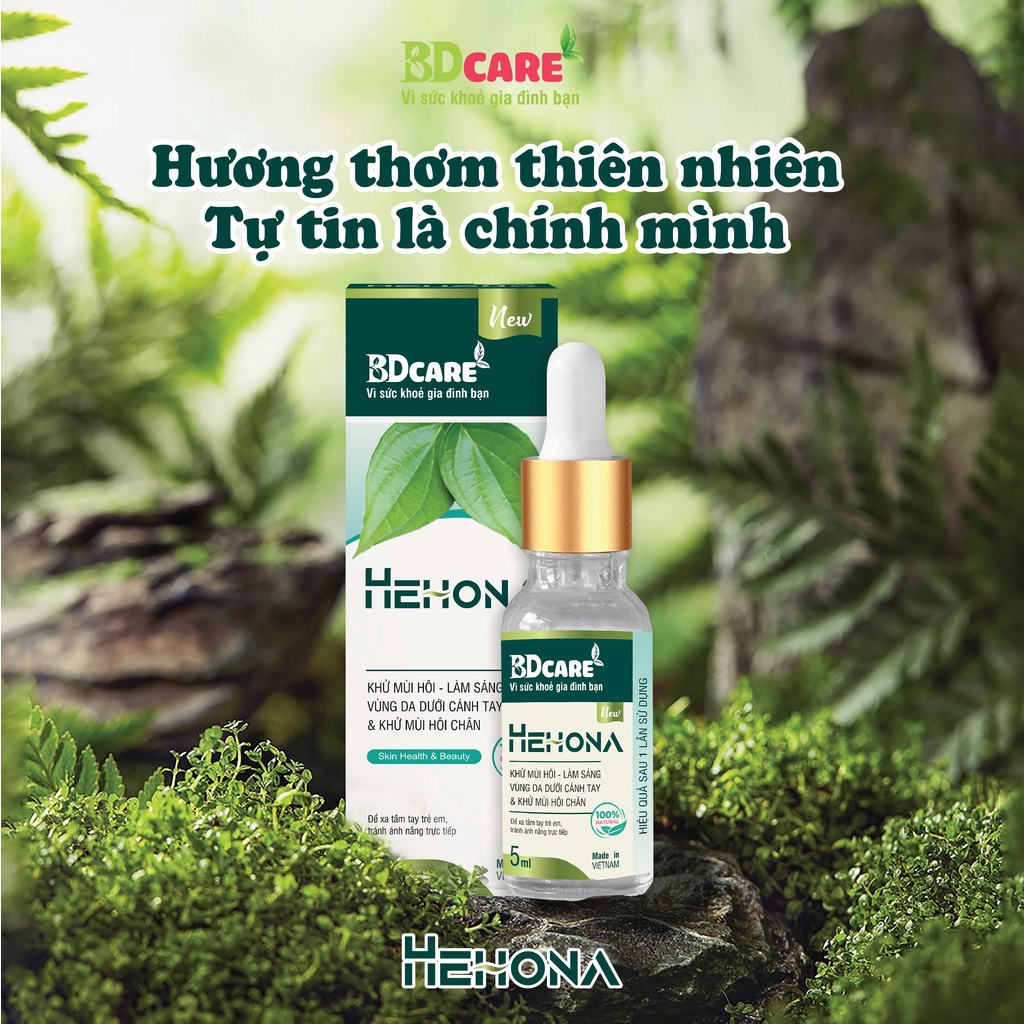 BDCARE
Vì sức khoẻ gia đình bạn
Hương thơm thiên nhiên
Tự tin là chính mình
New
BDCARE
Vì sức khoẻ gia đình bạn
HEHON
KHỬ MÙI HÔI - LÀM SÁNG
VÙNG DA DƯỚI CÁNH TAY
& KHỬ MÙI HÔI CHÂN
Skin Health & Beauty
Để xa tầm tay trẻ em,
tránh ánh nắng trực tiếp
BDCARE
Vì sức khoẻ gia đình bạn
New
HEHONA
KHỬ MÙI HÔI - LÀM SÁNG
VÙNG DA DƯỚI CÁNH TAY
& KHỬ MÙI HÔI CHÂN
100%
NATURAL
Để xa tầm tay trẻ em,
tránh ánh nắng trực tiếp
5ml
Made in
VIETNAM
HIỆU QUẢ SAU 1 LẦN SỬ DỤNG
HEHONA